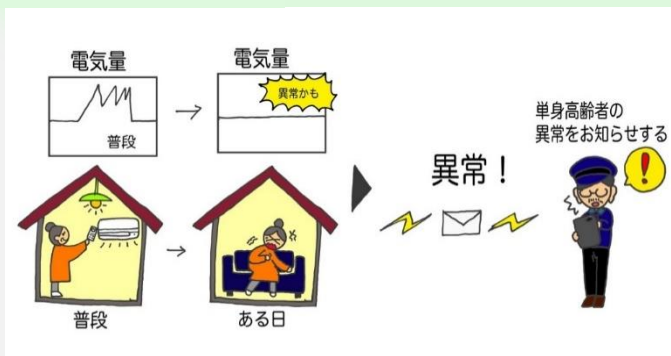 電気量
普段
電気量
異常かも
普段
ある日
異常！
単身高齢者の
異常をお知らせする